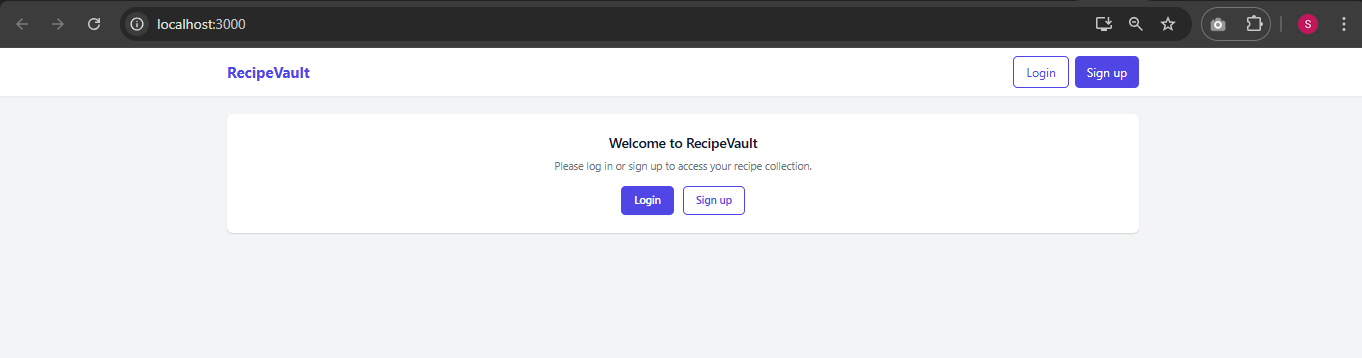 localhost:3000
S
RecipeVault
Login
Sign up
Welcome to RecipeVault
Please log in or sign up to access your recipe collection.
Login
Sign up